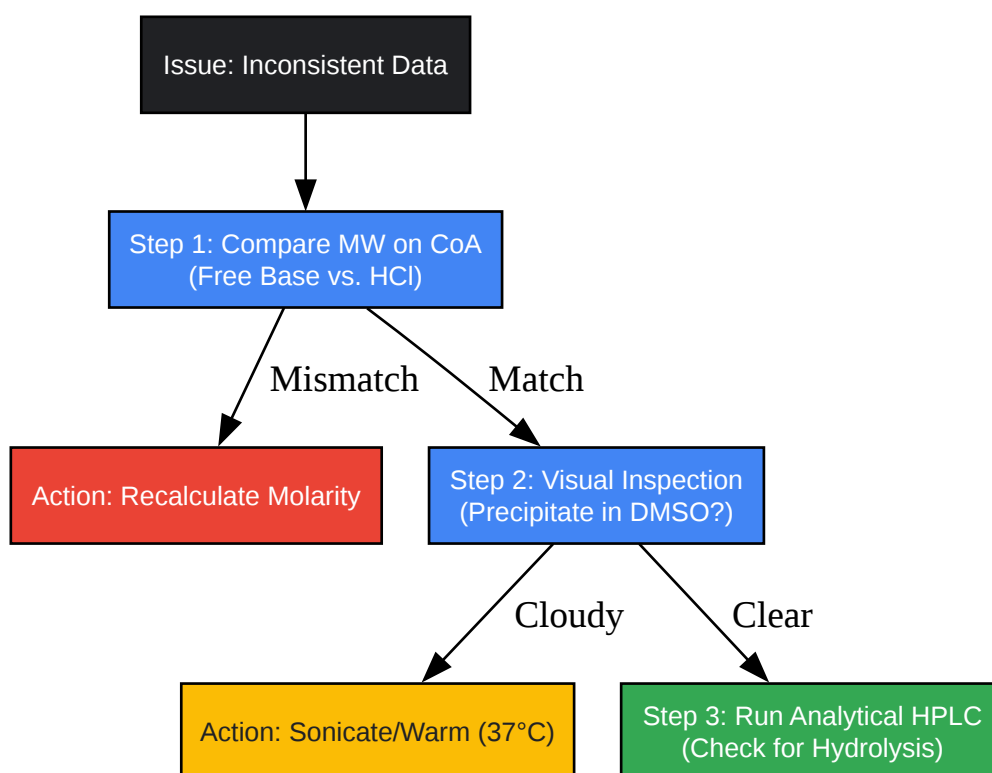 Issue: Inconsistent Data
Step 1: Compare MW on CoA
(Free Base vs. HCl)
Mismatch
Match
Action: Recalculate Molarity
Step 2: Visual Inspection
(Precipitate in DMSO?)
Cloudy
Clear
Action: Sonicate/Warm (37°C)
Step 3: Run Analytical HPLC
(Check for Hydrolysis)